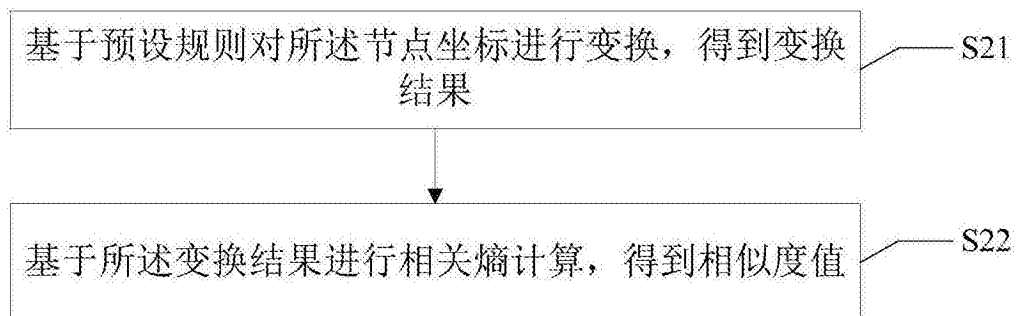 基于预设规则对所述节点坐标进行变换，得到变换
结果
S21
基于所述变换结果进行相关熵计算，得到相似度值
S22